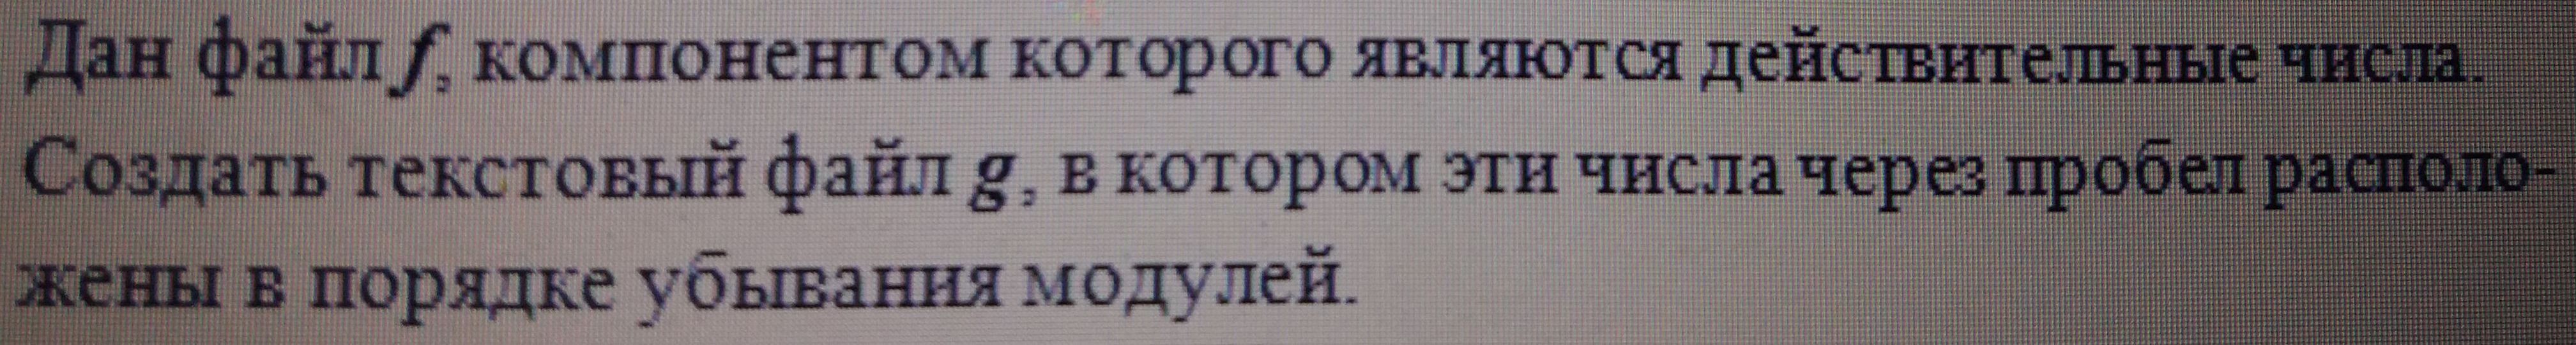 Дан файл f, компонентом которого являются действительные числа.
Создать текстовый файл g, в котором эти числа через пробел располо-
жены в порядке убывания модулей.